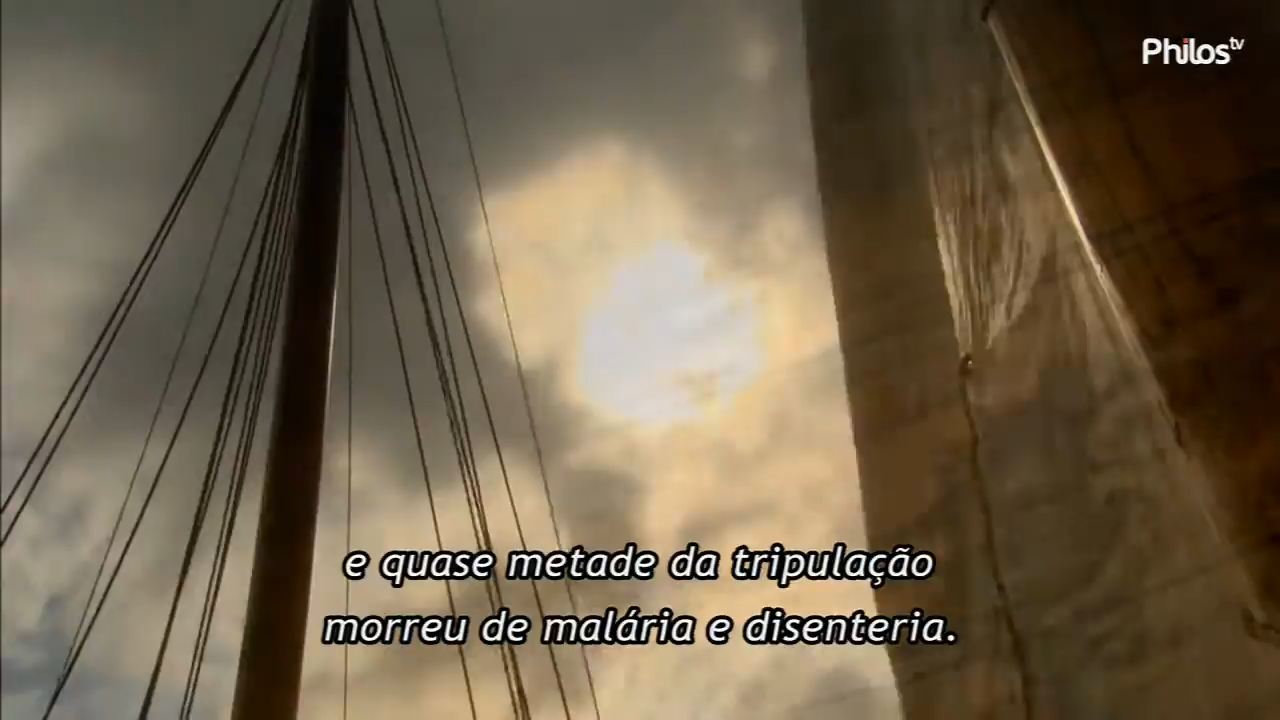 Philos tv
e quase metade da tripulação
morreu de malária e disenteria.